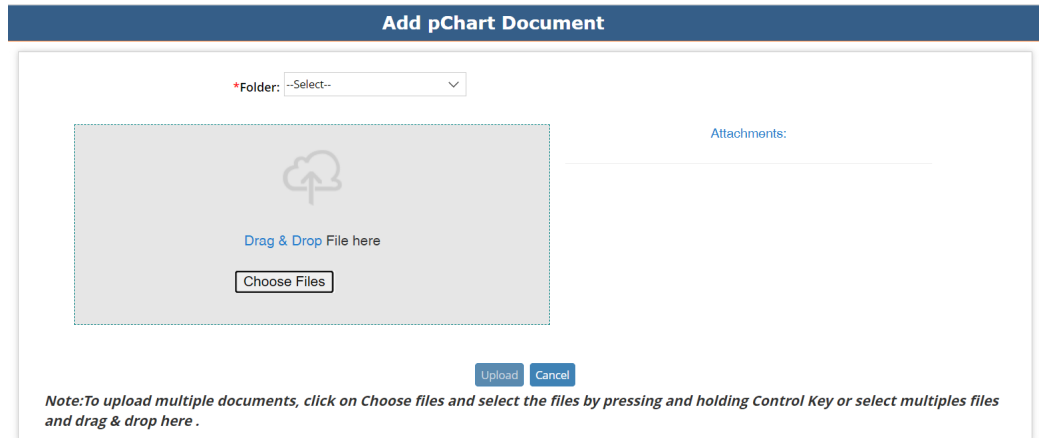 Add pChart Document
*Folder: --Select--
Attachments:
Drag & Drop File here
Choose Files
Upload Cancel
Note:To upload multiple documents, click on Choose files and select the files by pressing and holding Control Key or select multiples files
and drag & drop here .